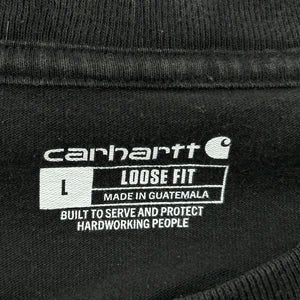 carhartt
L LOOSE FIT
MADE IN GUATEMALA
BUILT TO SERVE AND PROTECT
HARDWORKING PEOPLE